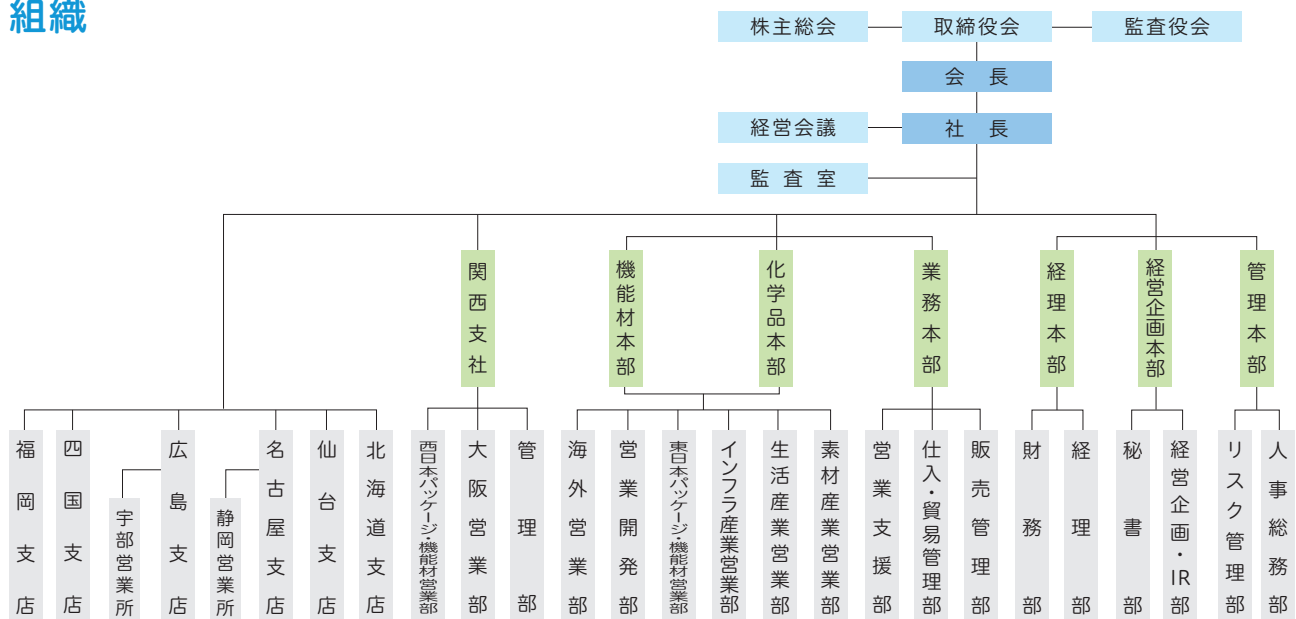 組織
株主総会
取締役会
監査役会
会長
経営会議
社長
監査室
関西支社
機能材本部
化学品本部
業務本部
経理本部
経営企画本部
管理本部
福岡支店
四国支店
宇部営業所
広島支店
静岡営業所
名古屋支店
仙台支店
北海道支店
西日本パッケージ・機能材営業部
大阪営業部
管理部
海外営業部
営業開発部
東日本パッケージ・機能材営業部
インフラ産業営業部
生活産業営業部
素材産業営業部
営業支援部
仕入・貿易管理部
販売管理部
財務部
経理部
秘書部
経営企画・IR部
リスク管理部
人事総務部